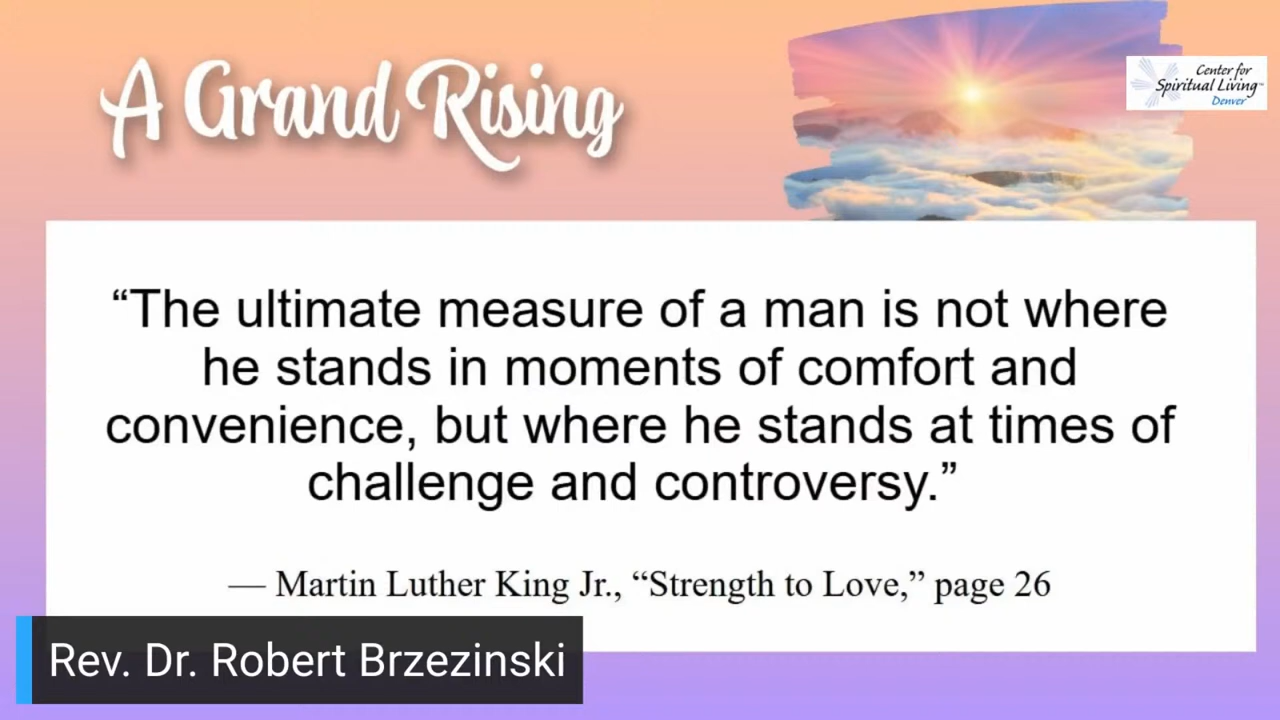 A Grand Rising
Center for
Spiritual Living™
Denver
“The ultimate measure of a man is not where
he stands in moments of comfort and
convenience, but where he stands at times of
challenge and controversy.”
— Martin Luther King Jr., “Strength to Love,” page 26
Rev. Dr. Robert Brzezinski